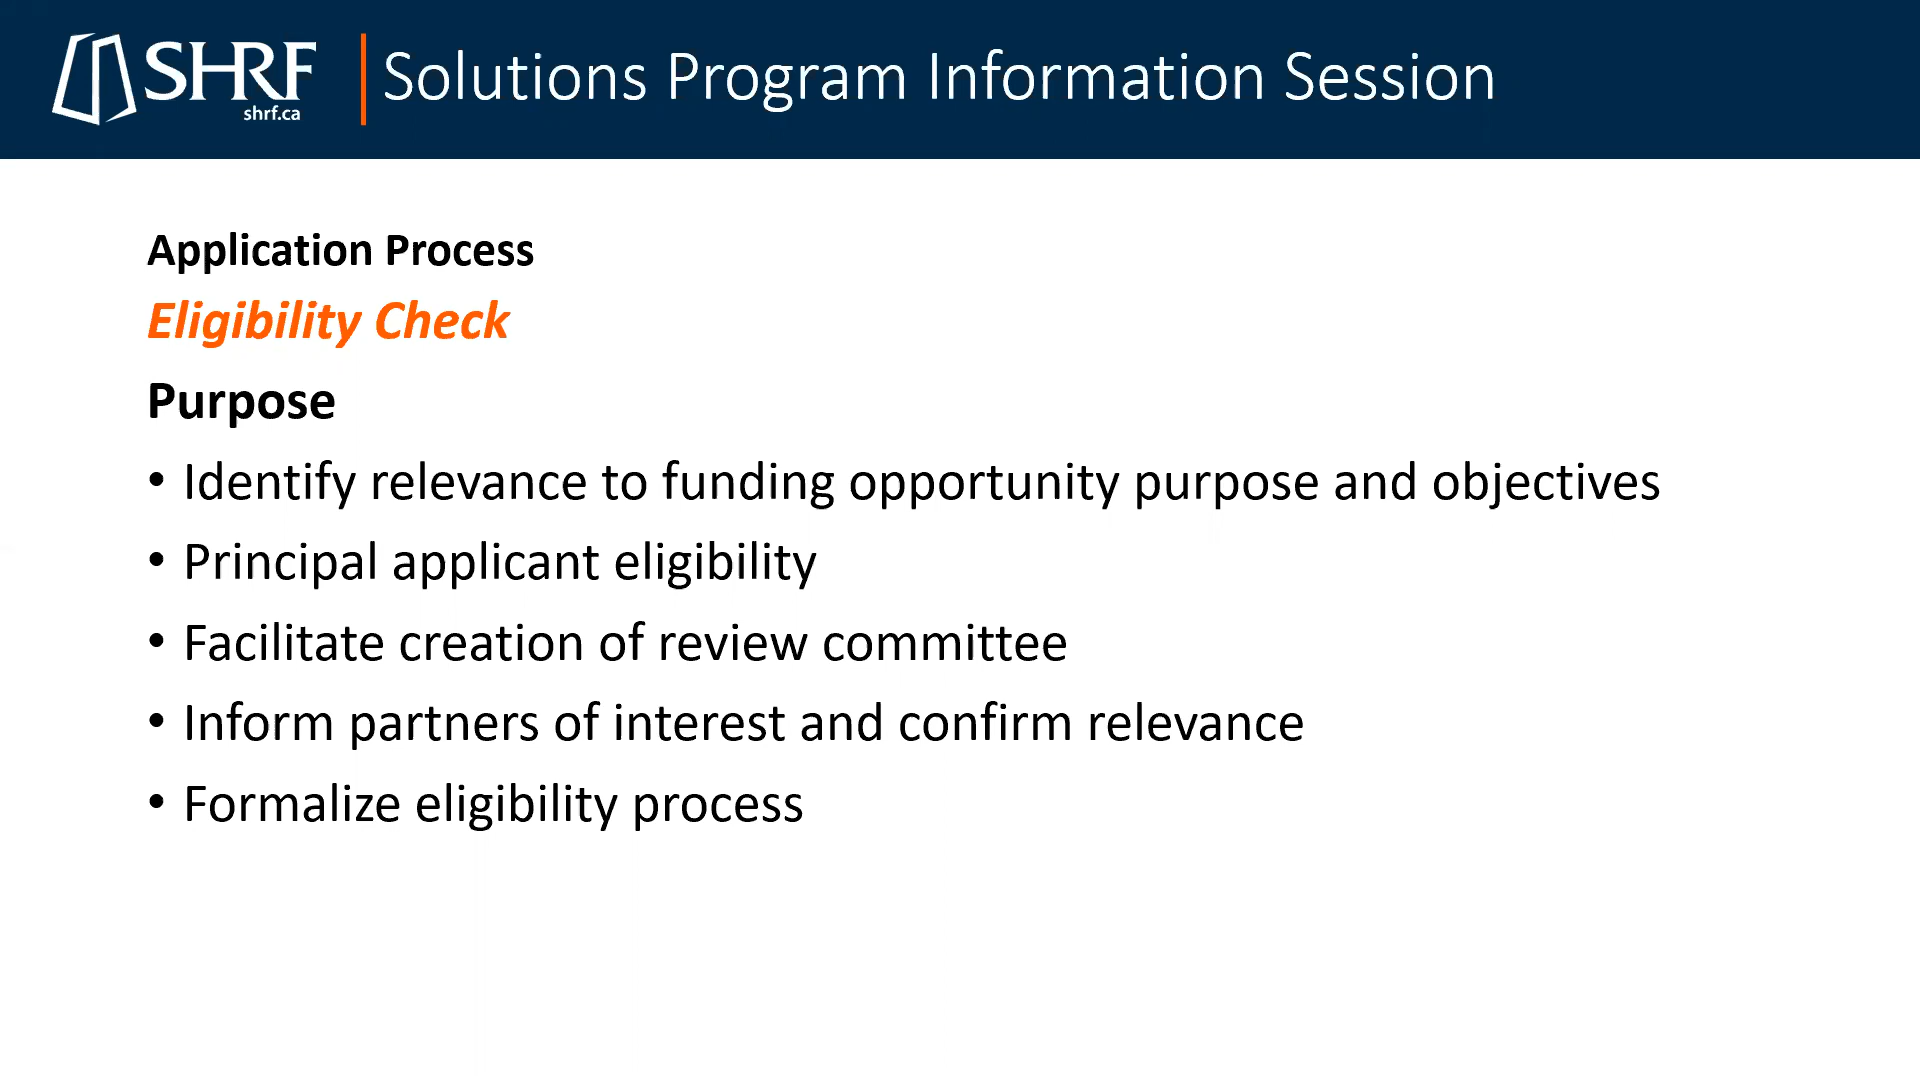 SHRF
shrf.ca
Solutions Program Information Session
Application Process
Eligibility Check
Purpose
• Identify relevance to funding opportunity purpose and objectives
• Principal applicant eligibility
• Facilitate creation of review committee
• Inform partners of interest and confirm relevance
• Formalize eligibility process